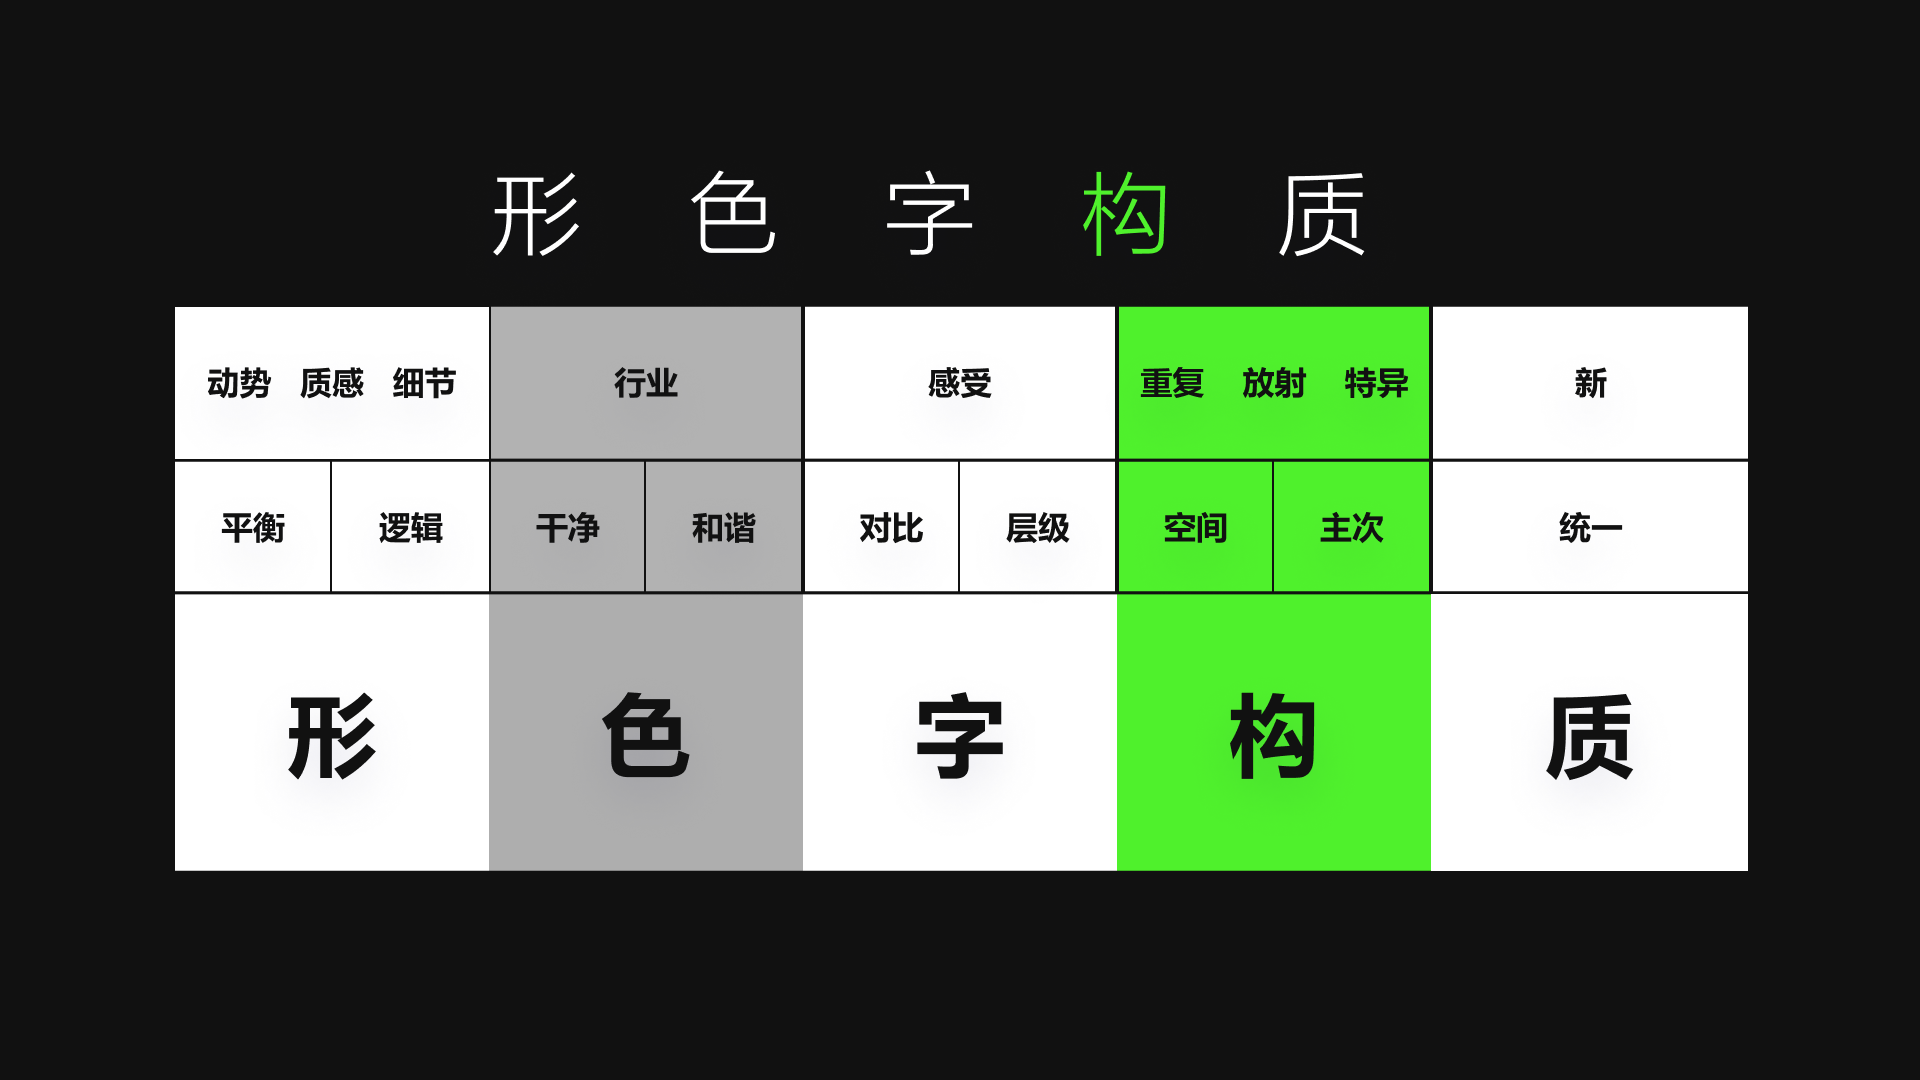 形 色 字 构 质
动势 质感 细节 行业 感受 重复 放射 特异 新
平衡 逻辑 干净 和谐 对比 层级 空间 主次 统一
形 色 字 构 质